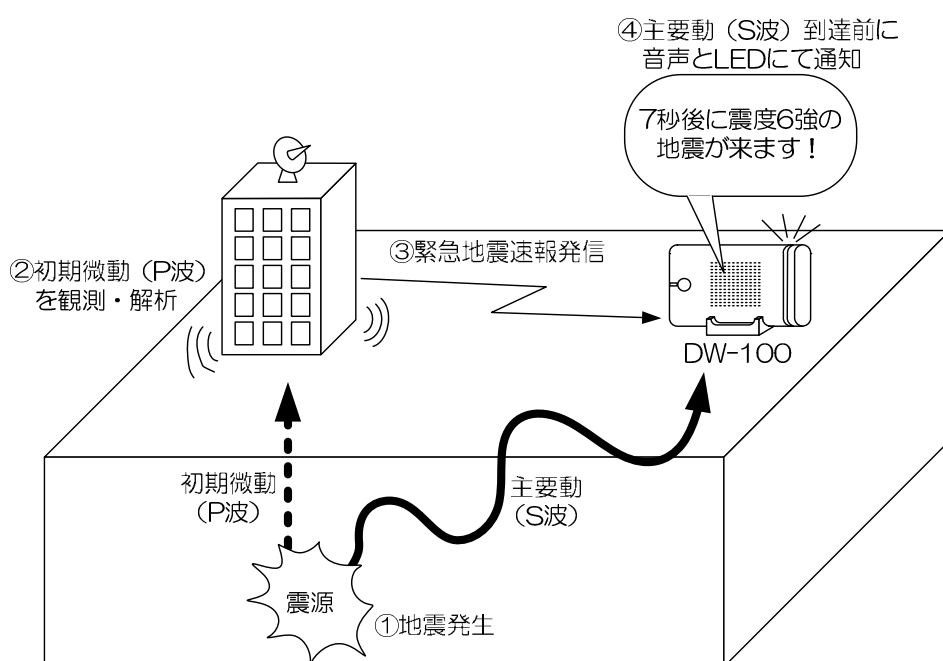 ④主要動（S波）到達前に
音声とLEDにて通知
7秒後に震度6強の
地震が来ます！
③緊急地震速報発信
②初期微動（P波）
を観測・解析
DW-100
初期微動
（P波）
主要動
（S波）
震源
①地震発生